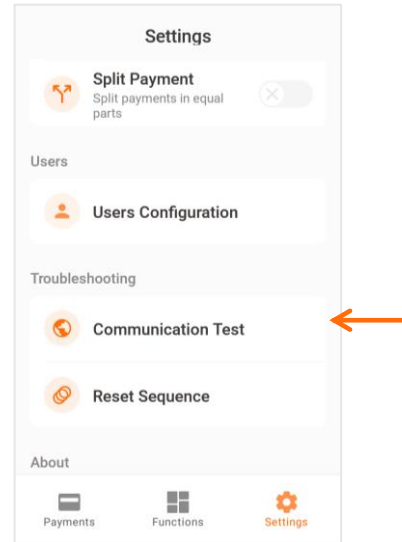 Settings
Split Payment
Split payments in equal
parts
Users
Users Configuration
Troubleshooting
Communication Test
Reset Sequence
About
Payments
Functions
Settings